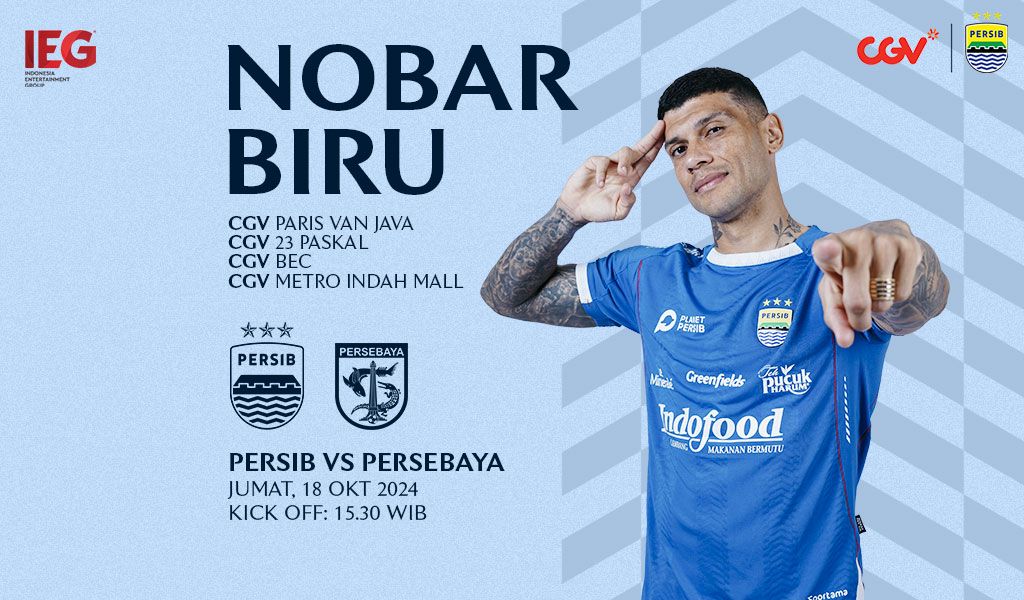 IEG
INDONESIA
ENTERTAINMENT
GROUP
CGV
PERSIB
NOBAR
BIRU
CGV PARIS VAN JAVA
CGV 23 PASKAL
CGV BEC
CGV METRO INDAH MALL
PERSIB
PERSEBAYA
PERSIB VS PERSEBAYA
JUMAT, 18 OKT 2024
KICK OFF: 15.30 WIB
PLANET
PERSIB
PERSIB
Greenfields
Teh
PUCUK
HARUM
Indofood
LAMBANG MAKANAN BERMUTU